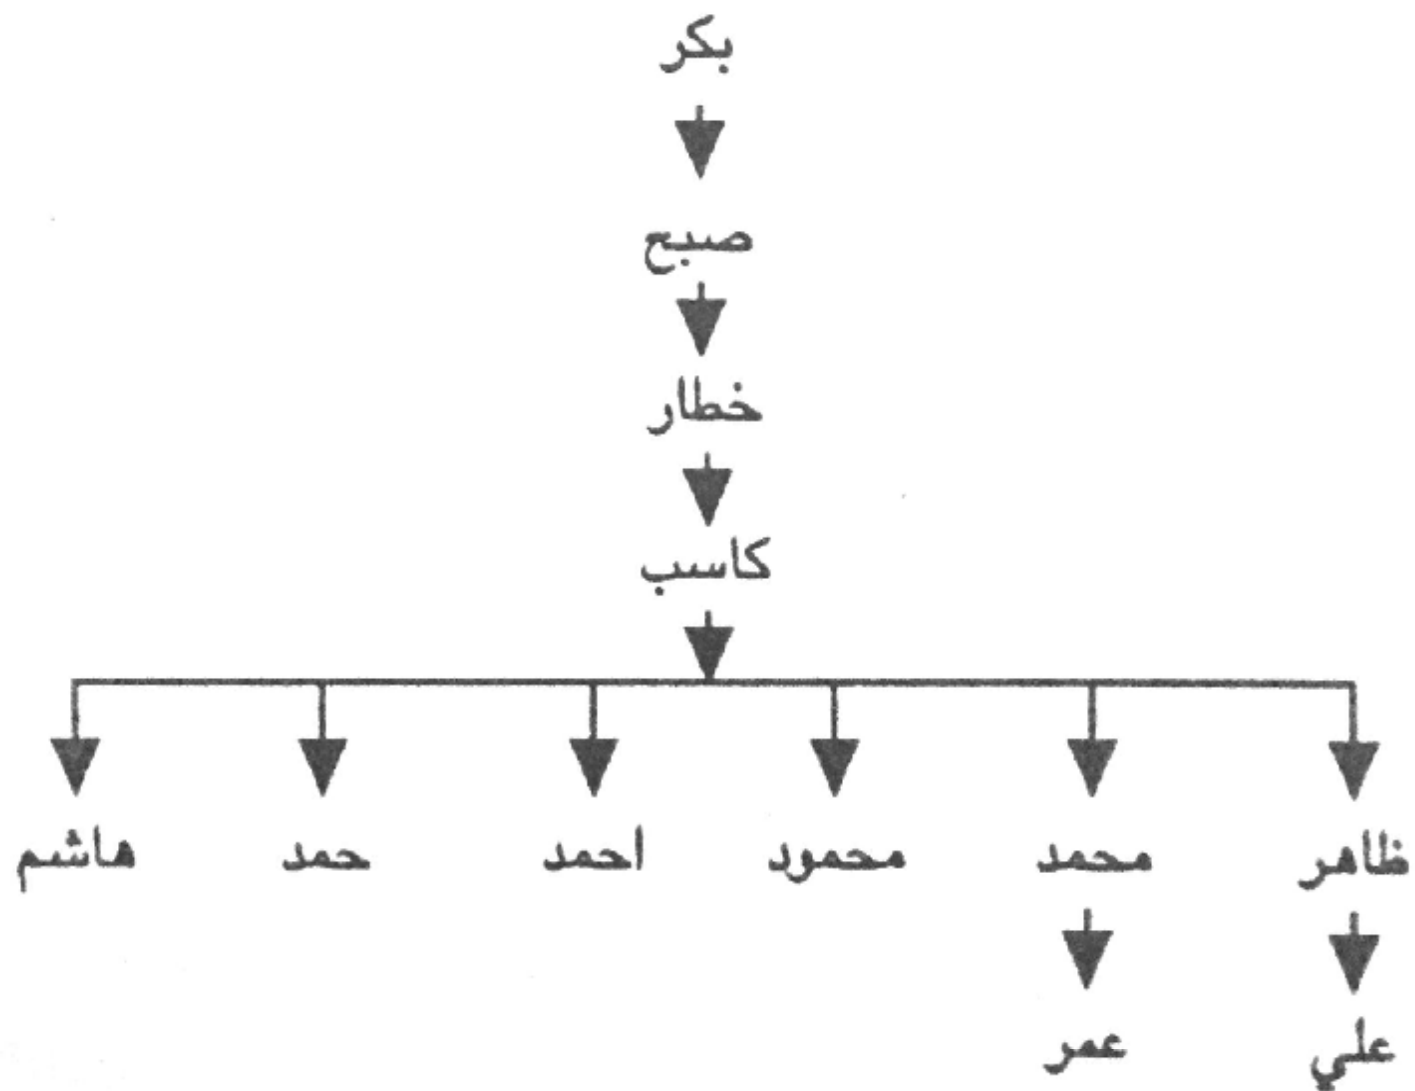 بكر
صبح
خطار
كاسب
ظاهر محمد محمود احمد حمد هاشم
علي عمر